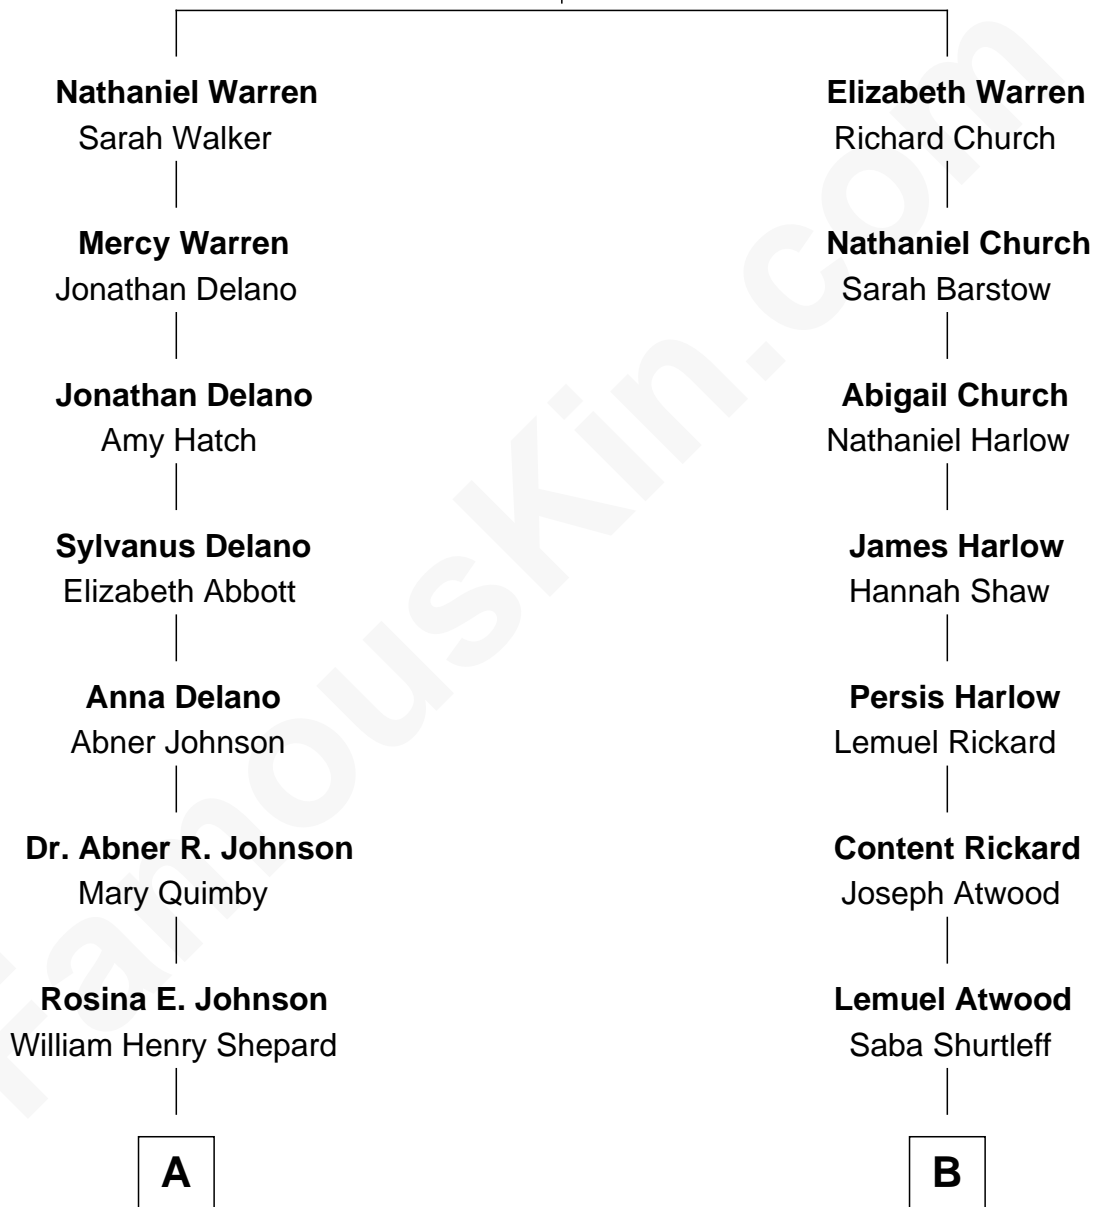 Nathaniel Warren
Sarah Walker
Mercy Warren
Jonathan Delano
Jonathan Delano
Amy Hatch
Sylvanus Delano
Elizabeth Abbott
Anna Delano
Abner Johnson
Dr. Abner R. Johnson
Mary Quimby
Rosina E. Johnson
William Henry Shepard
A
Elizabeth Warren
Richard Church
Nathaniel Church
Sarah Barstow
Abigail Church
Nathaniel Harlow
James Harlow
Hannah Shaw
Persis Harlow
Lemuel Rickard
Content Rickard
Joseph Atwood
Lemuel Atwood
Saba Shurtleff
B
FamousKin.com